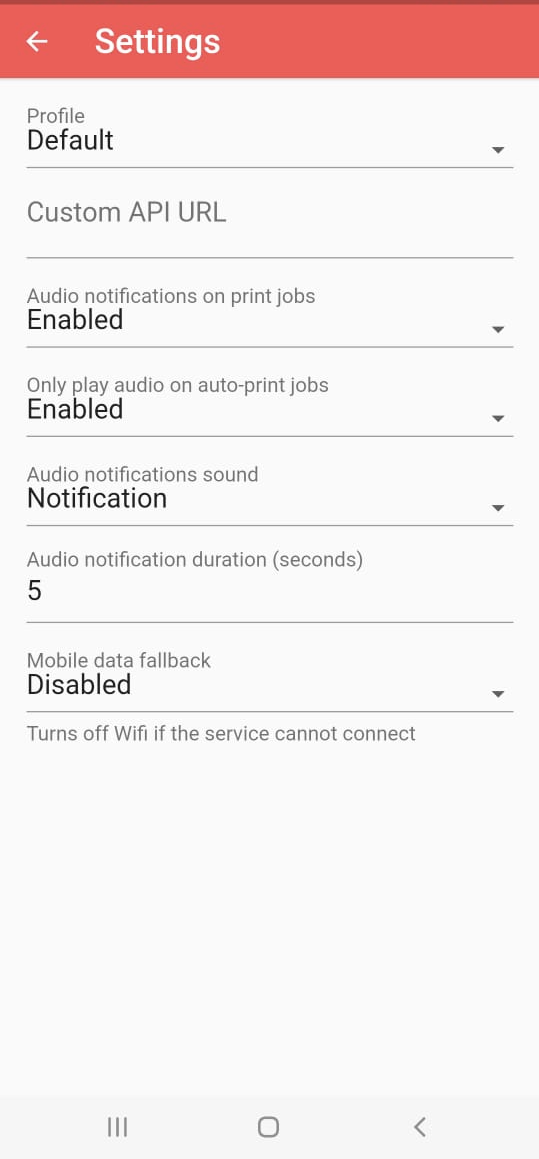 Settings
Profile
Default
Custom API URL
Audio notifications on print jobs
Enabled
Only play audio on auto-print jobs
Enabled
Audio notifications sound
Notification
Audio notification duration (seconds)
5
Mobile data fallback
Disabled
Turns off Wifi if the service cannot connect